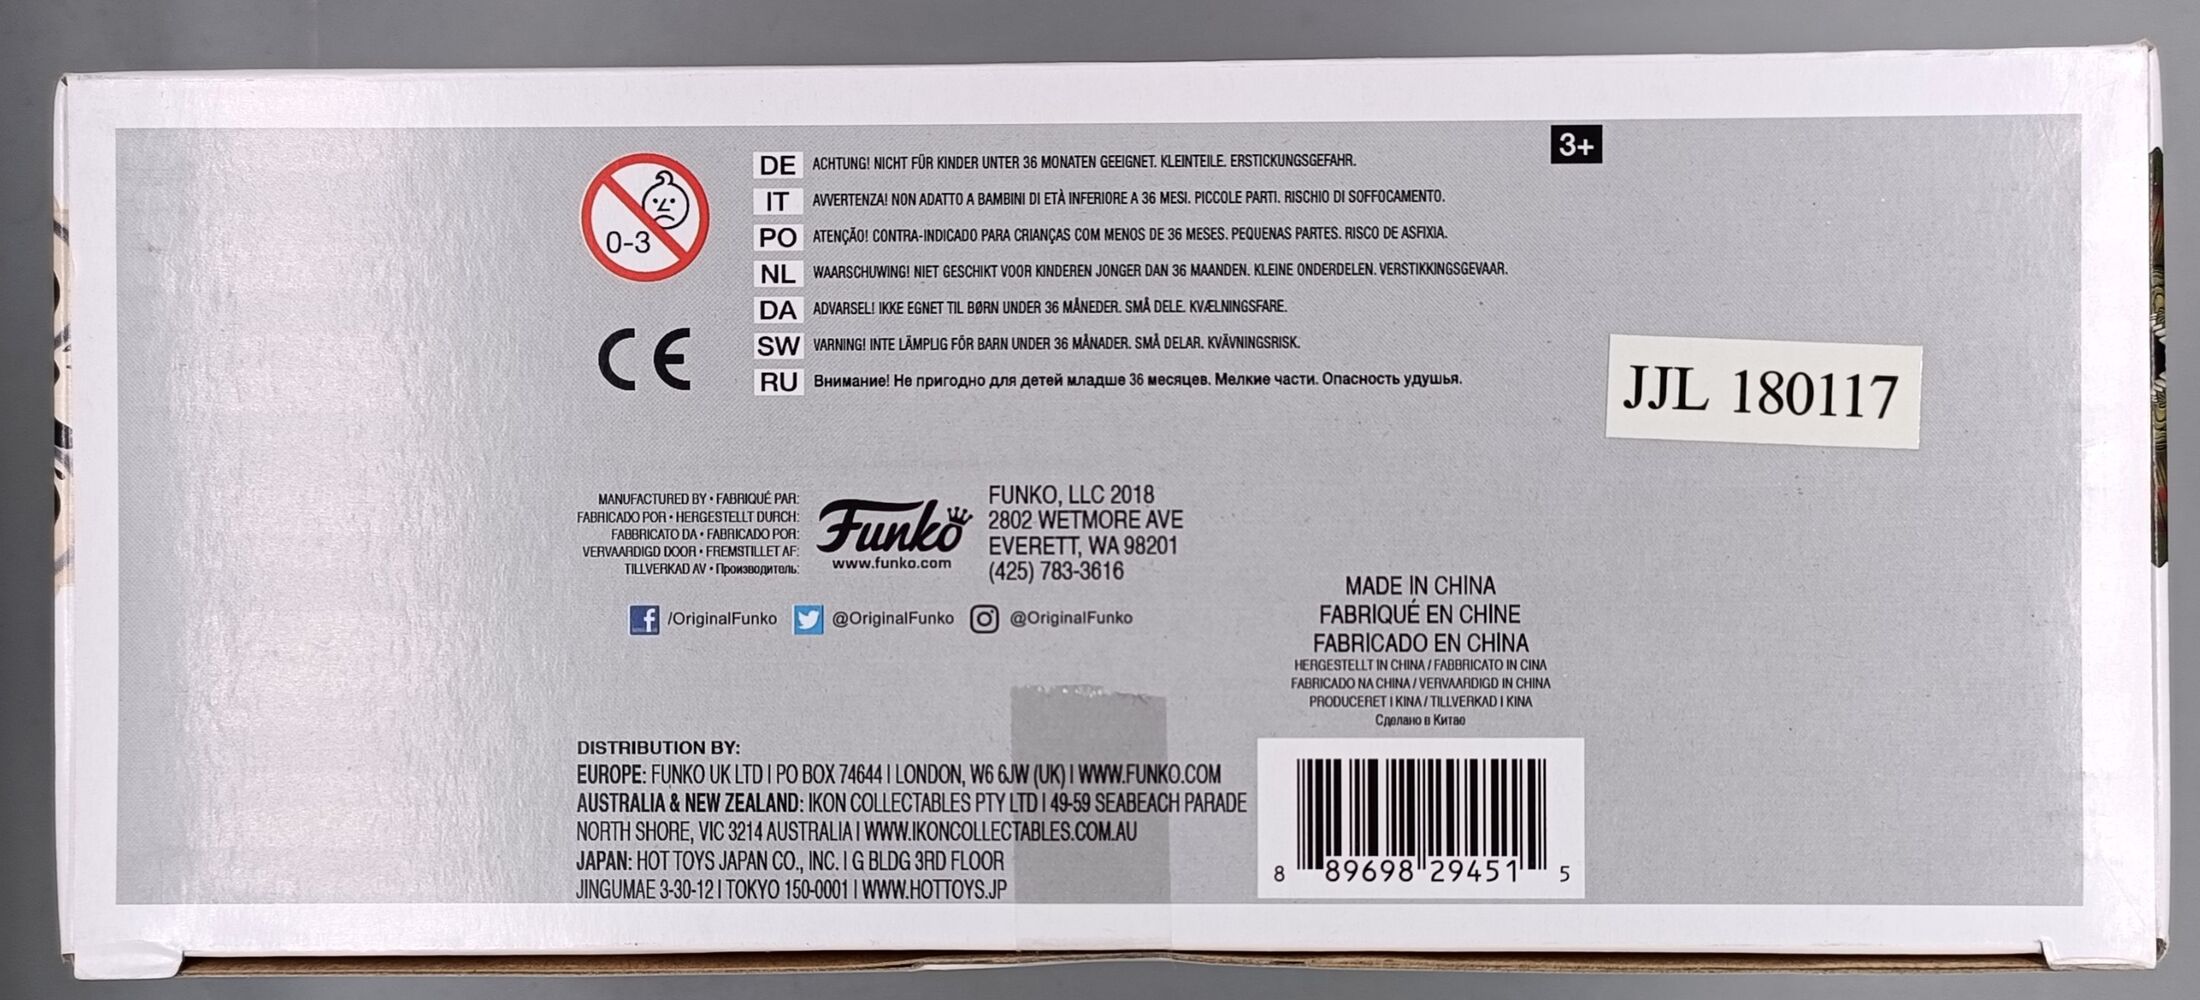 3+
0-3
DE ACHTUNG! NICHT FÜR KINDER UNTER 36 MONATEN GEEIGNET. KLEINTEILE. ERSTICKUNGSGEFAHR.
IT AVVERTENZA! NON ADATTO A BAMBINI DI ETÀ INFERIORE A 36 MESI. PICCOLE PARTI. RISCHIO DI SOFFOCAMENTO.
PO ATENÇÃO! CONTRA-INDICADO PARA CRIANÇAS COM MENOS DE 36 MESES. PEQUENAS PARTES. RISCO DE ASFIXIA.
NL WAARSCHUWING! NIET GESCHIKT VOOR KINDEREN JONGER DAN 36 MAANDEN. KLEINE ONDERDELEN. VERSTIKKINGSGEVAAR.
DA ADVARSEL! IKKE EGNET TIL BØRN UNDER 36 MÅNEDER. SMÅ DELE. KVÆLNINGSFARE.
SW VARNING! INTE LÄMPLIG FÖR BARN UNDER 36 MÅNADER. SMÅ DELAR. KVÄVNINGSRISK.
RU Внимание! Не пригодно для детей младше 36 месяцев. Мелкие части. Опасность удушья.
CE
JJL 180117
MANUFACTURED BY • FABRIQUÉ PAR:
FABRICADO POR • HERGESTELLT DURCH:
FABBRICATO DA • FABRICADO POR:
VERVAARDIGD DOOR • FREMSTILLET AF:
TILLVERKAD AV • Производитель:
Funko
www.funko.com
FUNKO, LLC 2018
2802 WETMORE AVE
EVERETT, WA 98201
(425) 783-3616
/OriginalFunko @OriginalFunko @OriginalFunko
MADE IN CHINA
FABRIQUÉ EN CHINE
FABRICADO EN CHINA
HERGESTELLT IN CHINA / FABBRICATO IN CINA
FABRICADO NA CHINA / VERVAARDIGD IN CHINA
PRODUCERET I KINA / TILLVERKAD I KINA
Сделано в Китае
DISTRIBUTION BY:
EUROPE: FUNKO UK LTD | PO BOX 74644 | LONDON, W6 6JW (UK) | WWW.FUNKO.COM
AUSTRALIA & NEW ZEALAND: IKON COLLECTABLES PTY LTD | 49-59 SEABEACH PARADE
NORTH SHORE, VIC 3214 AUSTRALIA | WWW.IKONCOLLECTABLES.COM.AU
JAPAN: HOT TOYS JAPAN CO., INC. | G BLDG 3RD FLOOR
JINGUMAE 3-30-12 | TOKYO 150-0001 | WWW.HOTTOYS.JP
8 89698 29451 5